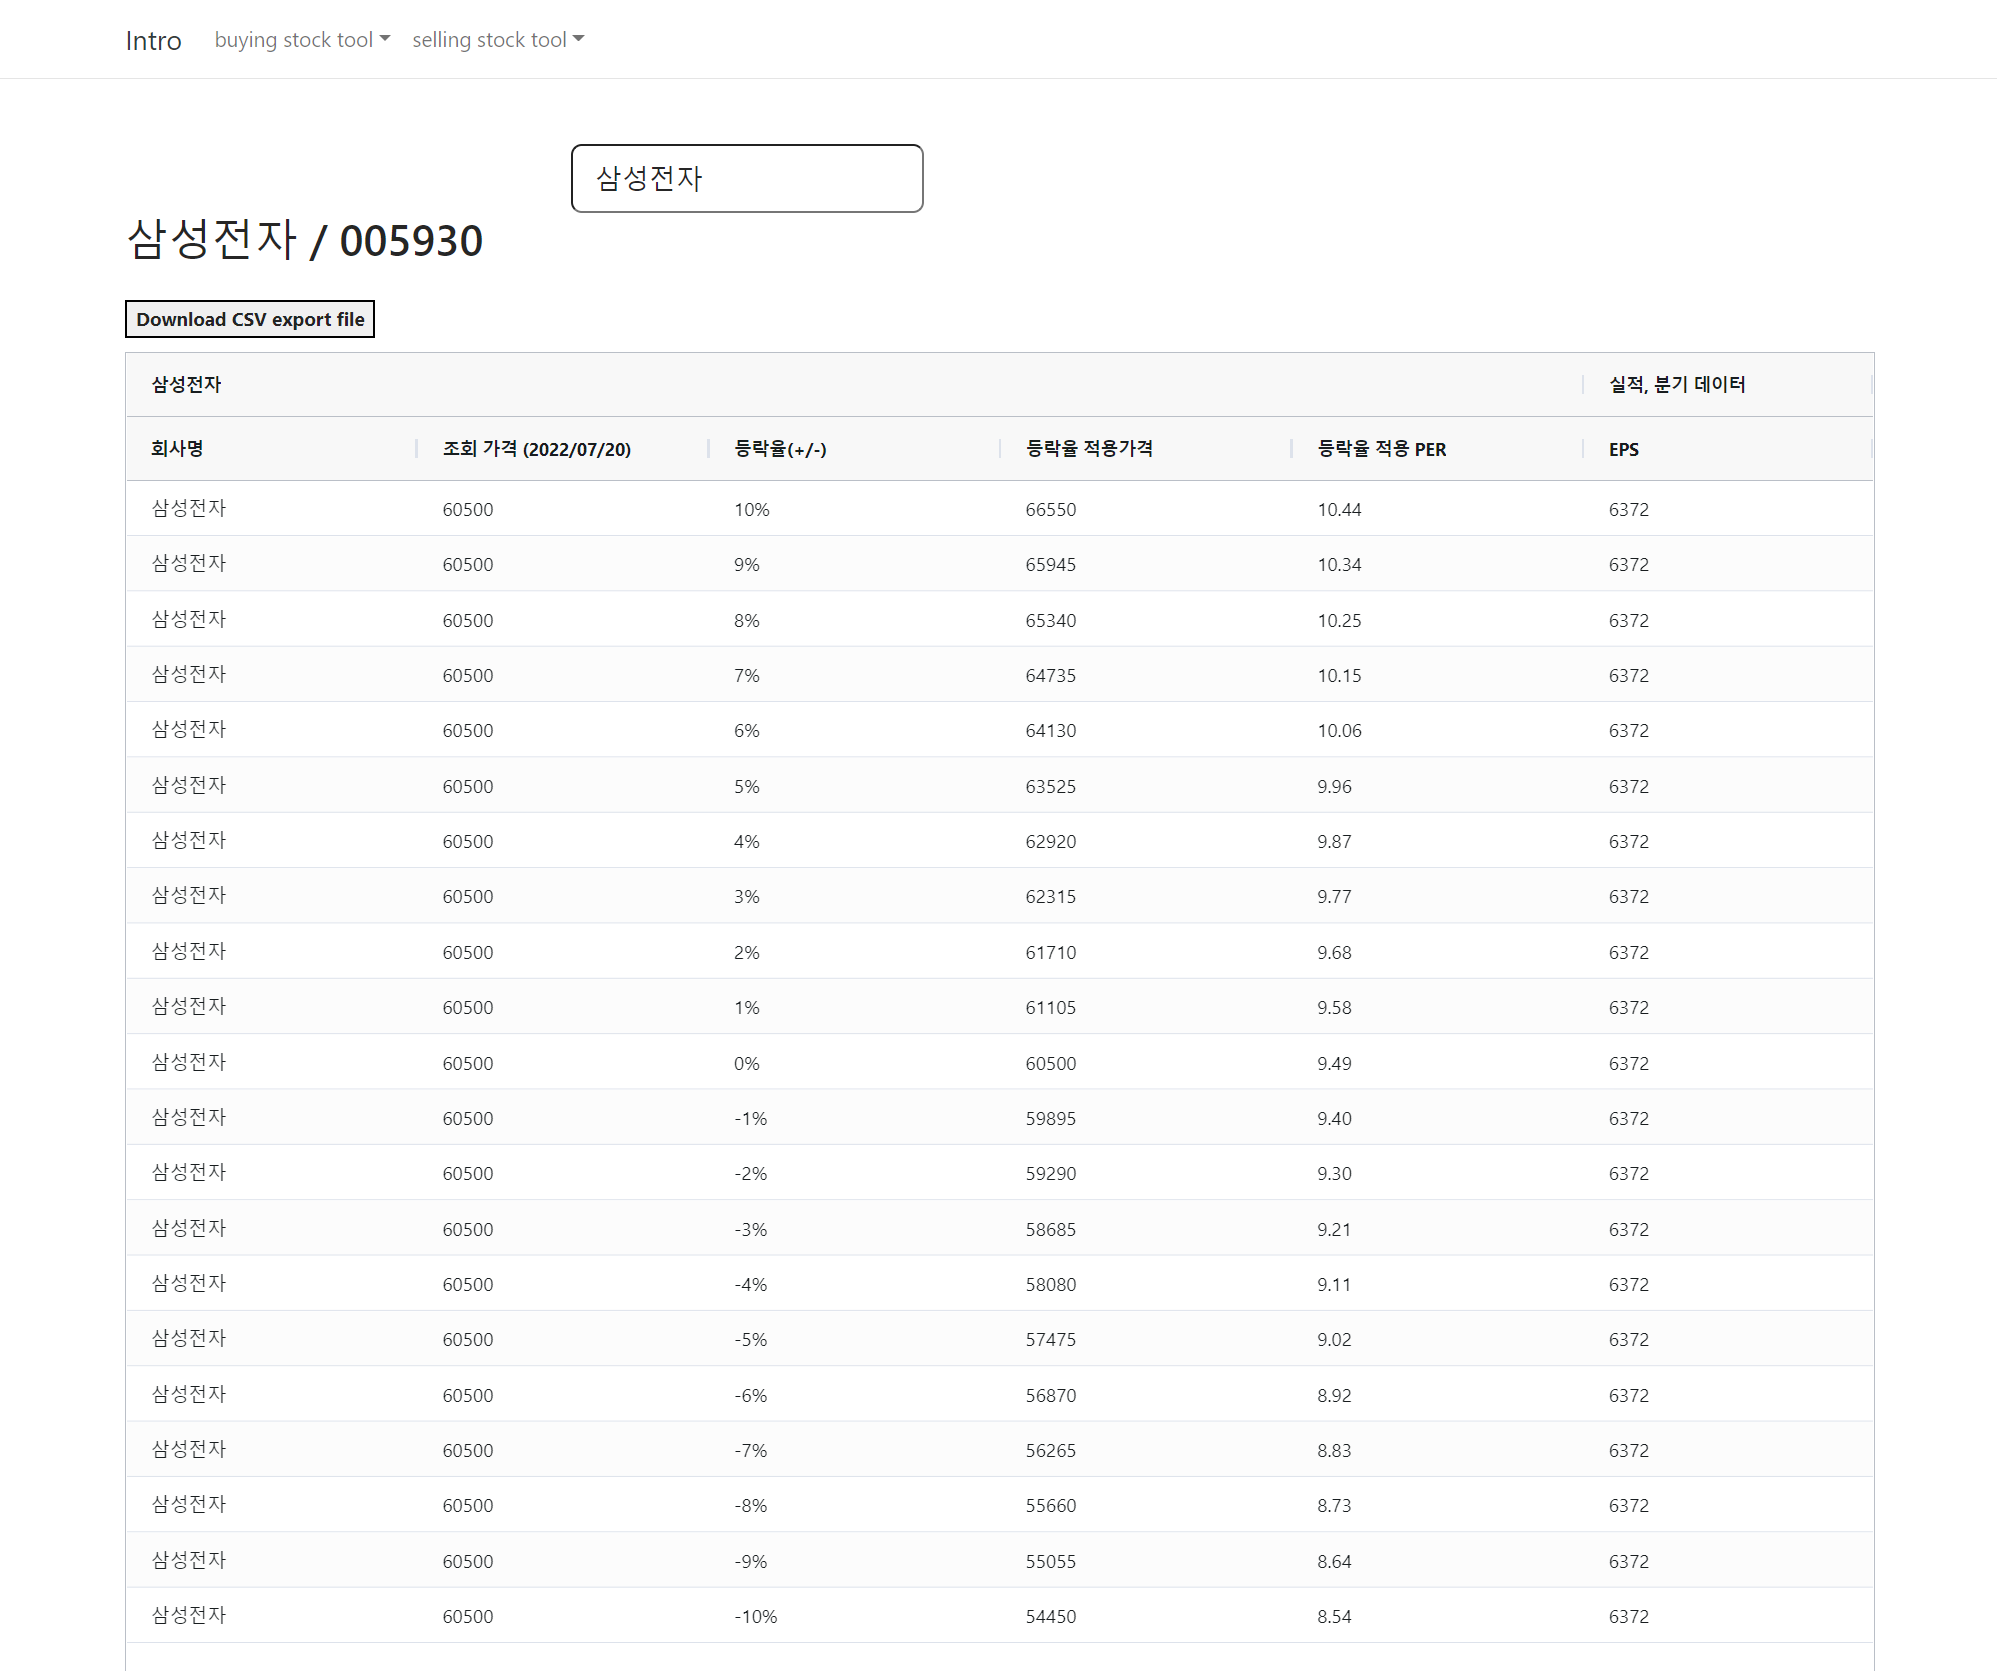 Intro buying stock tool selling stock tool
삼성전자
삼성전자 / 005930
Download CSV export file
삼성전자 실적, 분기 데이터
회사명 조회 가격 (2022/07/20) 등락율(+/-) 등락율 적용가격 등락율 적용 PER EPS
삼성전자 60500 10% 66550 10.44 6372
삼성전자 60500 9% 65945 10.34 6372
삼성전자 60500 8% 65340 10.25 6372
삼성전자 60500 7% 64735 10.15 6372
삼성전자 60500 6% 64130 10.06 6372
삼성전자 60500 5% 63525 9.96 6372
삼성전자 60500 4% 62920 9.87 6372
삼성전자 60500 3% 62315 9.77 6372
삼성전자 60500 2% 61710 9.68 6372
삼성전자 60500 1% 61105 9.58 6372
삼성전자 60500 0% 60500 9.49 6372
삼성전자 60500 -1% 59895 9.40 6372
삼성전자 60500 -2% 59290 9.30 6372
삼성전자 60500 -3% 58685 9.21 6372
삼성전자 60500 -4% 58080 9.11 6372
삼성전자 60500 -5% 57475 9.02 6372
삼성전자 60500 -6% 56870 8.92 6372
삼성전자 60500 -7% 56265 8.83 6372
삼성전자 60500 -8% 55660 8.73 6372
삼성전자 60500 -9% 55055 8.64 6372
삼성전자 60500 -10% 54450 8.54 6372